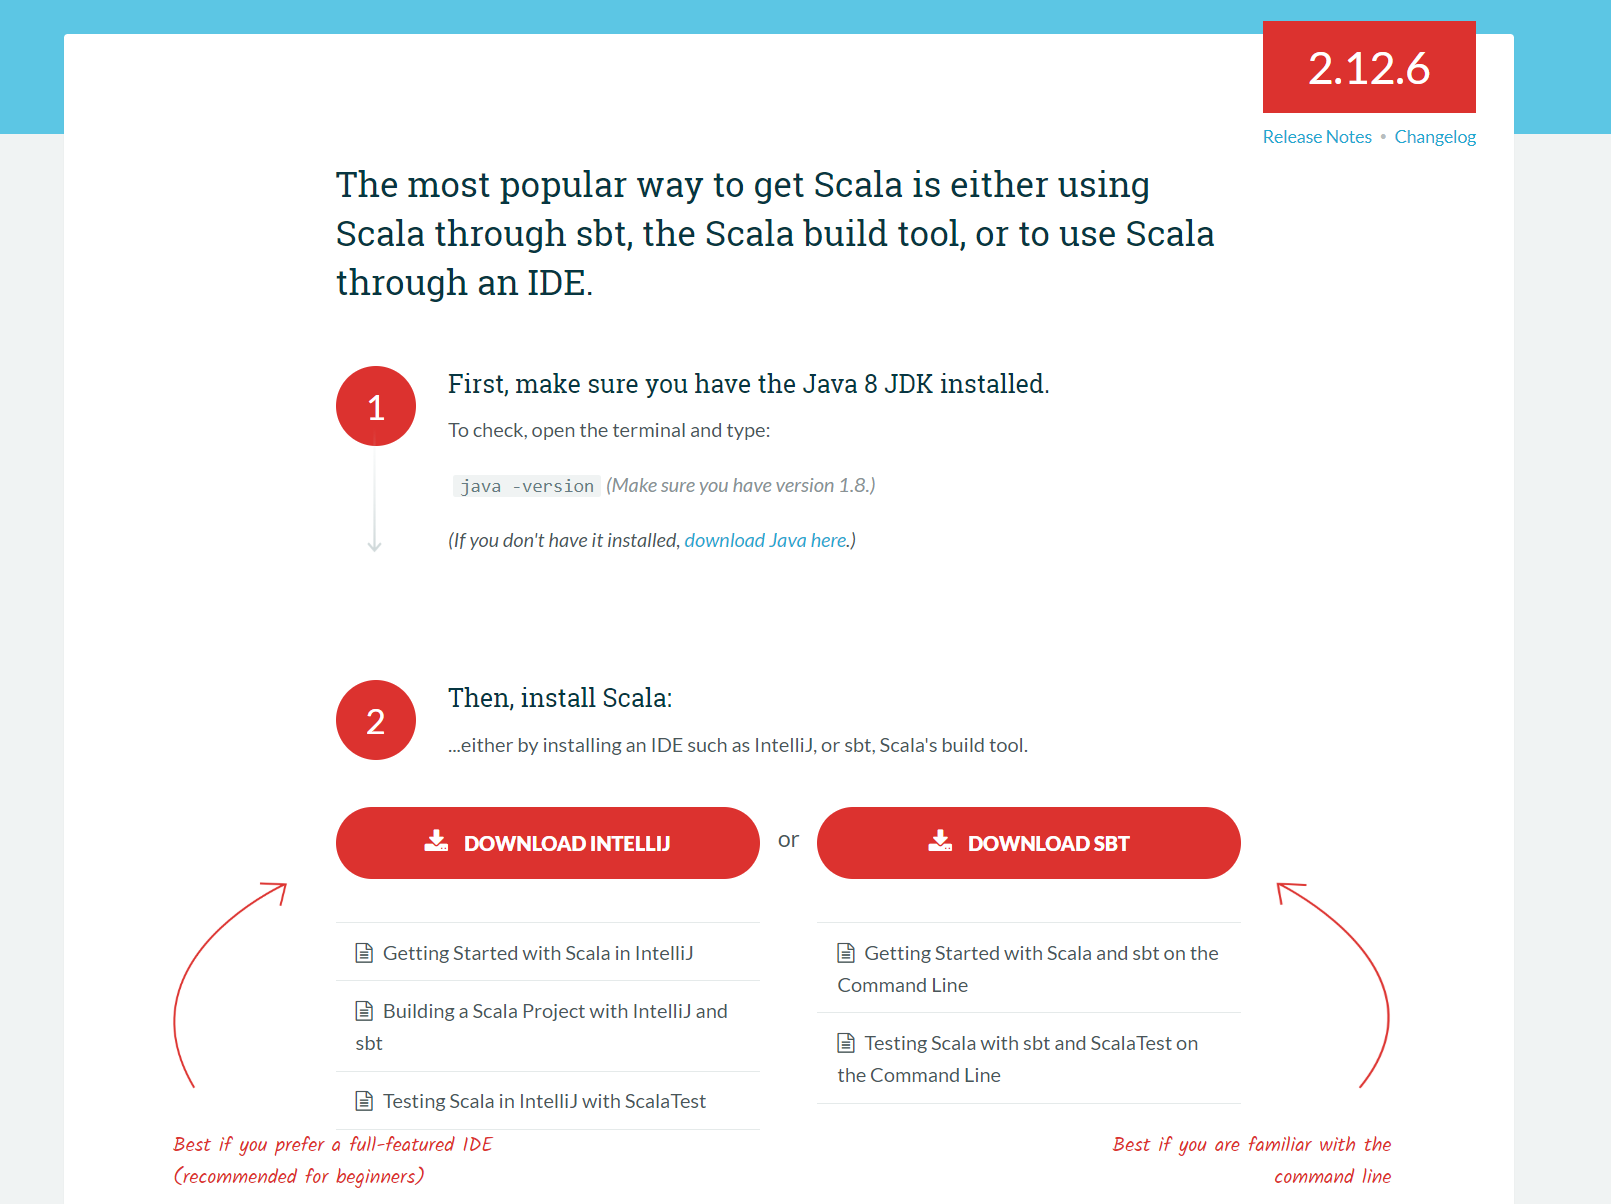 2.12.6
Release Notes • Changelog
The most popular way to get Scala is either using
Scala through sbt, the Scala build tool, or to use Scala
through an IDE.
1
First, make sure you have the Java 8 JDK installed.
To check, open the terminal and type:
java -version (Make sure you have version 1.8.)
(If you don't have it installed, download Java here.)
2
Then, install Scala:
...either by installing an IDE such as IntelliJ, or sbt, Scala's build tool.
DOWNLOAD INTELLIJ
or
DOWNLOAD SBT
Getting Started with Scala in IntelliJ
Building a Scala Project with IntelliJ and
sbt
Testing Scala in IntelliJ with ScalaTest
Getting Started with Scala and sbt on the
Command Line
Testing Scala with sbt and ScalaTest on
the Command Line
Best if you prefer a full-featured IDE
(recommended for beginners)
Best if you are familiar with the
command line